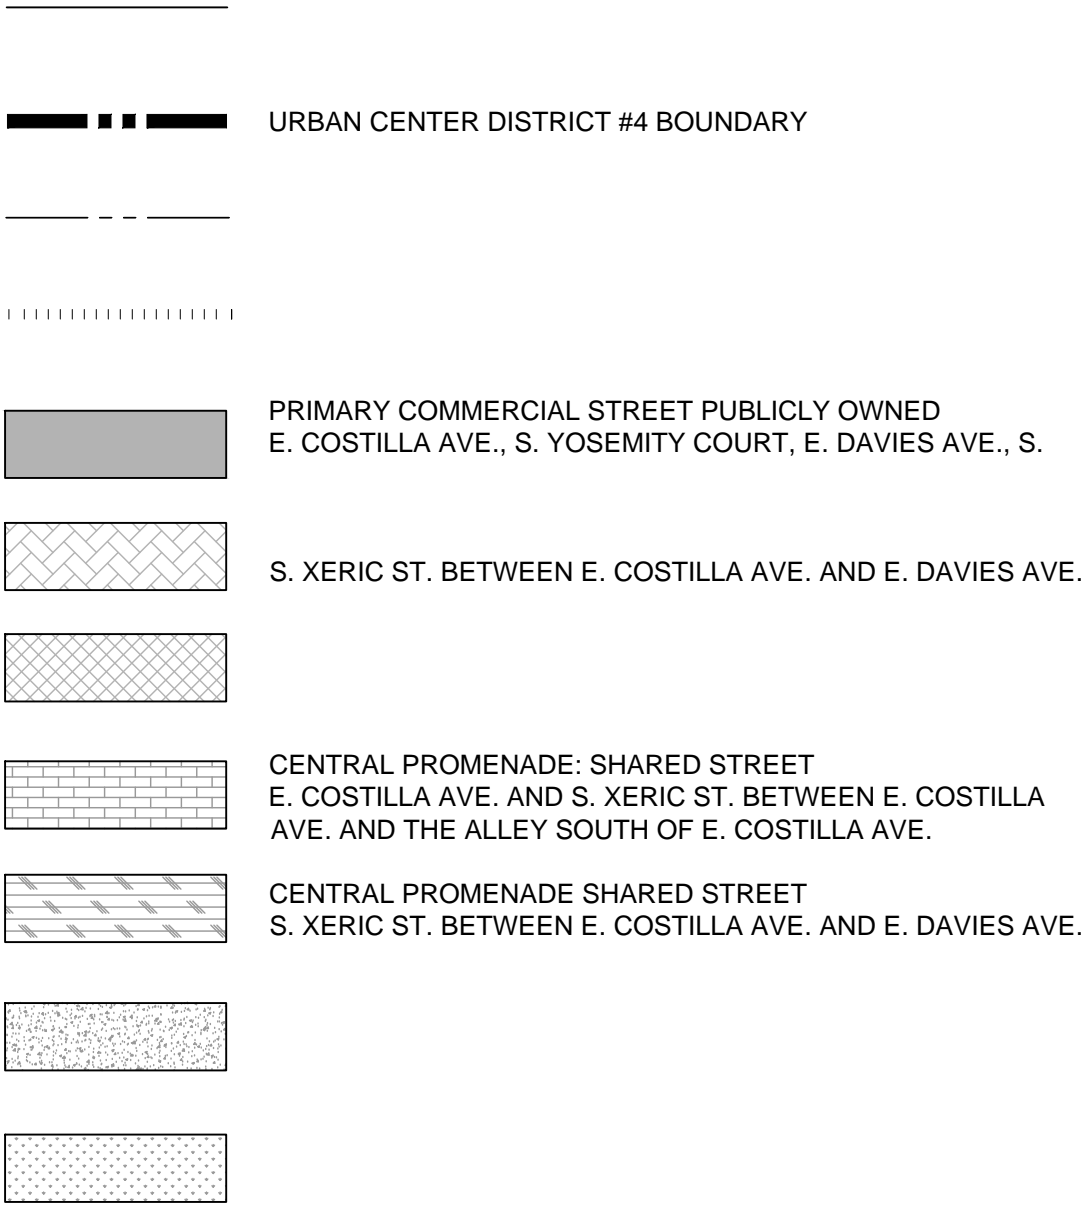 URBAN CENTER DISTRICT #4 BOUNDARY
PRIMARY COMMERCIAL STREET PUBLICLY OWNED
E. COSTILLA AVE., S. YOSEMITY COURT, E. DAVIES AVE., S.
S. XERIC ST. BETWEEN E. COSTILLA AVE. AND E. DAVIES AVE.
CENTRAL PROMENADE: SHARED STREET
E. COSTILLA AVE. AND S. XERIC ST. BETWEEN E. COSTILLA
AVE. AND THE ALLEY SOUTH OF E. COSTILLA AVE.
CENTRAL PROMENADE SHARED STREET
S. XERIC ST. BETWEEN E. COSTILLA AVE. AND E. DAVIES AVE.